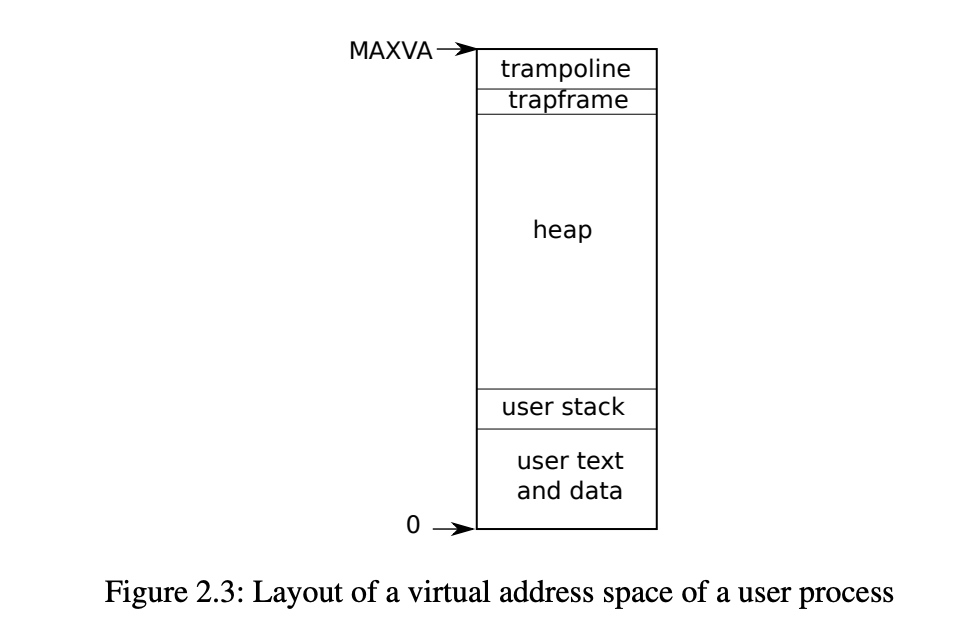 MAXVA
trampoline
trapframe
heap
user stack
user text
and data
0
Figure 2.3: Layout of a virtual address space of a user process